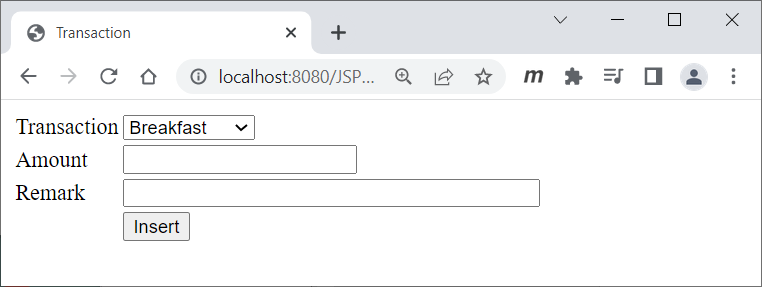 Transaction
localhost:8080/JSP...
m
Transaction Breakfast
Amount
Remark
Insert